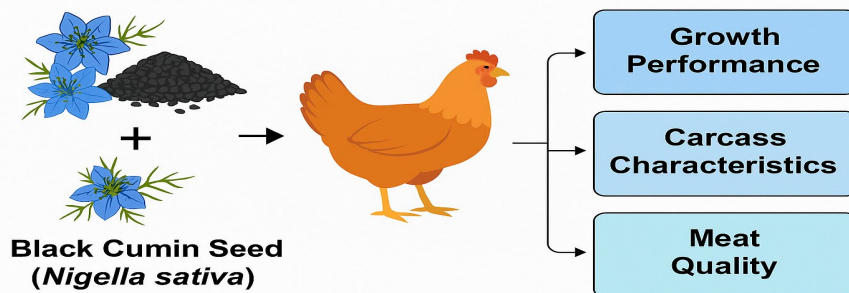 Black Cumin Seed
(Nigella sativa)
Growth
Performance
Carcass
Characteristics
Meat
Quality